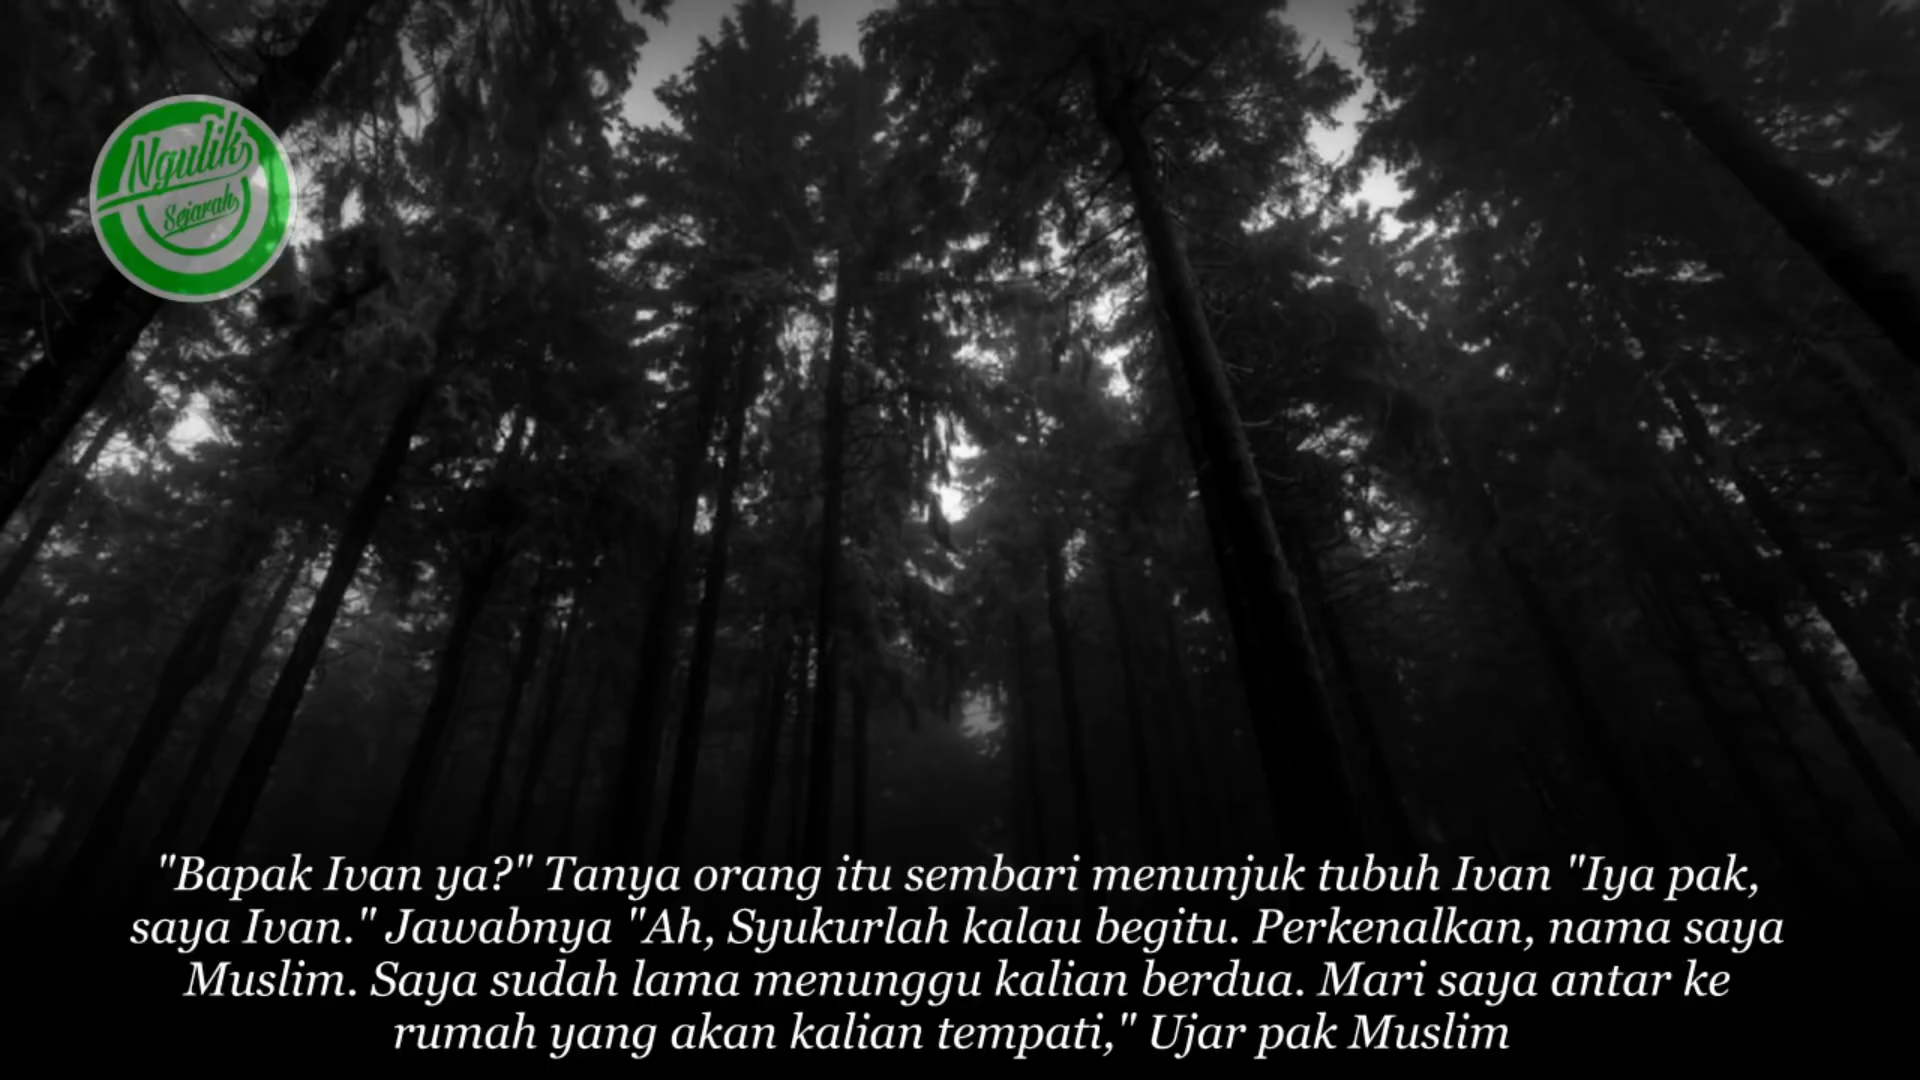 Ngulik
Sejarah
"Bapak Ivan ya?" Tanya orang itu sembari menunjuk tubuh Ivan "Iya pak,
saya Ivan." Jawabnya "Ah, Syukurlah kalau begitu. Perkenalkan, nama saya
Muslim. Saya sudah lama menunggu kalian berdua. Mari saya antar ke
rumah yang akan kalian tempati," Ujar pak Muslim